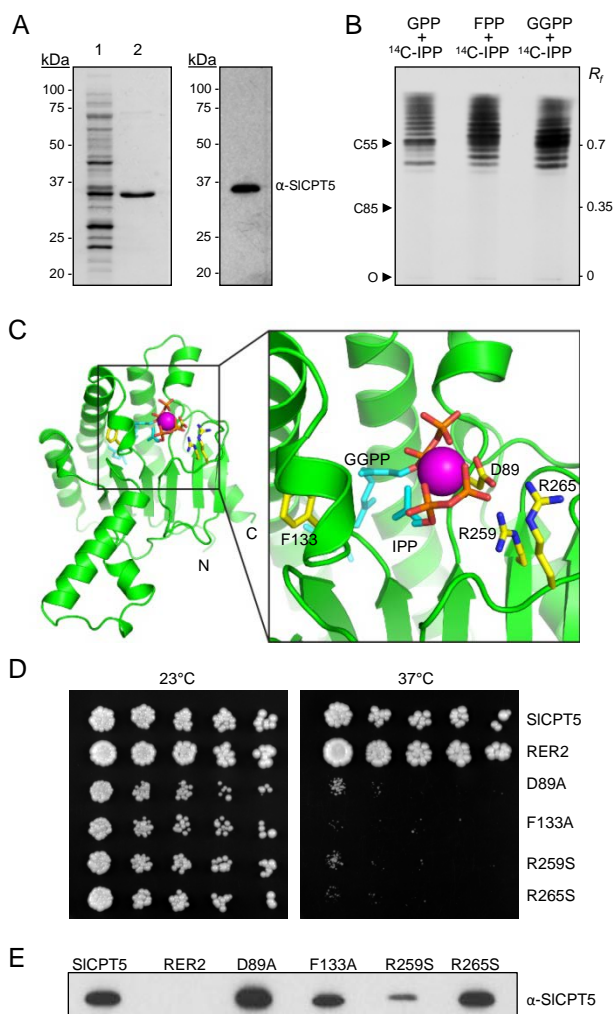 A
kDa
1 2
75
50
37
25
20
kDa
75
50
37
25
20
α-SlCPT5
B
GPP FPP GGPP
+ + +
¹⁴C-IPP ¹⁴C-IPP ¹⁴C-IPP
Rf
C55
C85
O
0.7
0.35
0
C
N
C
GGPP
D89
R265
F133
IPP
R259
D
23°C 37°C
SlCPT5
RER2
D89A
F133A
R259S
R265S
E
SlCPT5 RER2 D89A F133A R259S R265S
α-SlCPT5